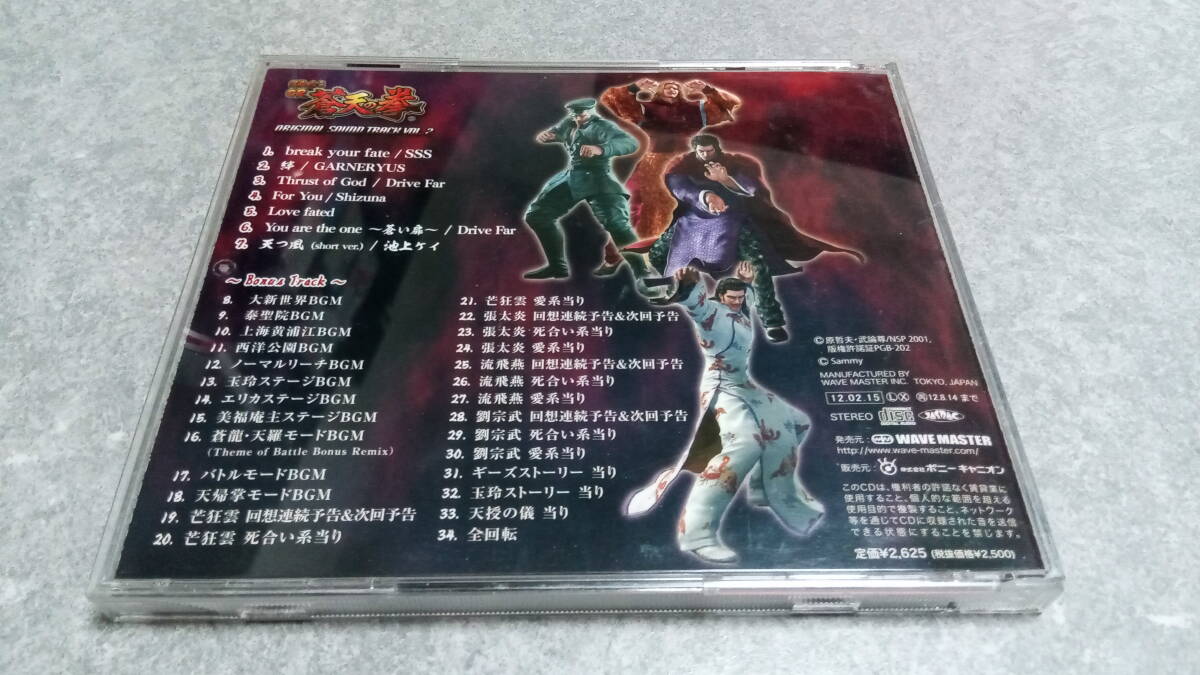 蒼天の拳
ORIGINAL SOUND TRACK VOL.2
1. break your fate / SSS
2. 絆 / GARNERYUS
3. Thrust of God / Drive Far
4. For You / Shizuna
5. Love fated
6. You are the one ～蒼い扉～ / Drive Far
7. 天つ風 (short ver.) / 池上ケイ
～Bonus Track～
8. 大新世界BGM
9. 泰聖院BGM
10. 上海黄浦江BGM
11. 西洋公園BGM
12. ノーマルリーチBGM
13. 玉玲ステージBGM
14. エリカステージBGM
15. 美福庵主ステージBGM
16. 蒼龍・天羅モードBGM
(Theme of Battle Bonus Remix)
17. バトルモードBGM
18. 天帰掌モードBGM
19. 芒狂雲 回想連続予告&次回予告
20. 芒狂雲 死合い系当り
21. 芒狂雲 愛系当り
22. 張太炎 回想連続予告&次回予告
23. 張太炎 死合い系当り
24. 張太炎 愛系当り
25. 流飛燕 回想連続予告&次回予告
26. 流飛燕 死合い系当り
27. 流飛燕 愛系当り
28. 劉宗武 回想連続予告&次回予告
29. 劉宗武 死合い系当り
30. 劉宗武 愛系当り
31. ギーズストーリー 当り
32. 玉玲ストーリー 当り
33. 天授の儀 当り
34. 全回転
©原哲夫・武論尊/NSP 2001,
版権許諾証PGB-202
© Sammy
MANUFACTURED BY
WAVE MASTER INC. TOKYO, JAPAN
12.02.15 L X 再 12.8.14 まで
STEREO COMPACT disc DIGITAL AUDIO JASRAC
発売元: WAVE MASTER
http://www.wave-master.com/
販売元: 株式会社 ポニーキャニオン
このCDは、権利者の許諾なく賃貸業に
使用すること、個人的な範囲を超える
使用目的で複製すること、ネットワーク
等を通じてCDに収録された音を送信
できる状態にすることを禁じます。
定価¥2,625 (税抜価格¥2,500)